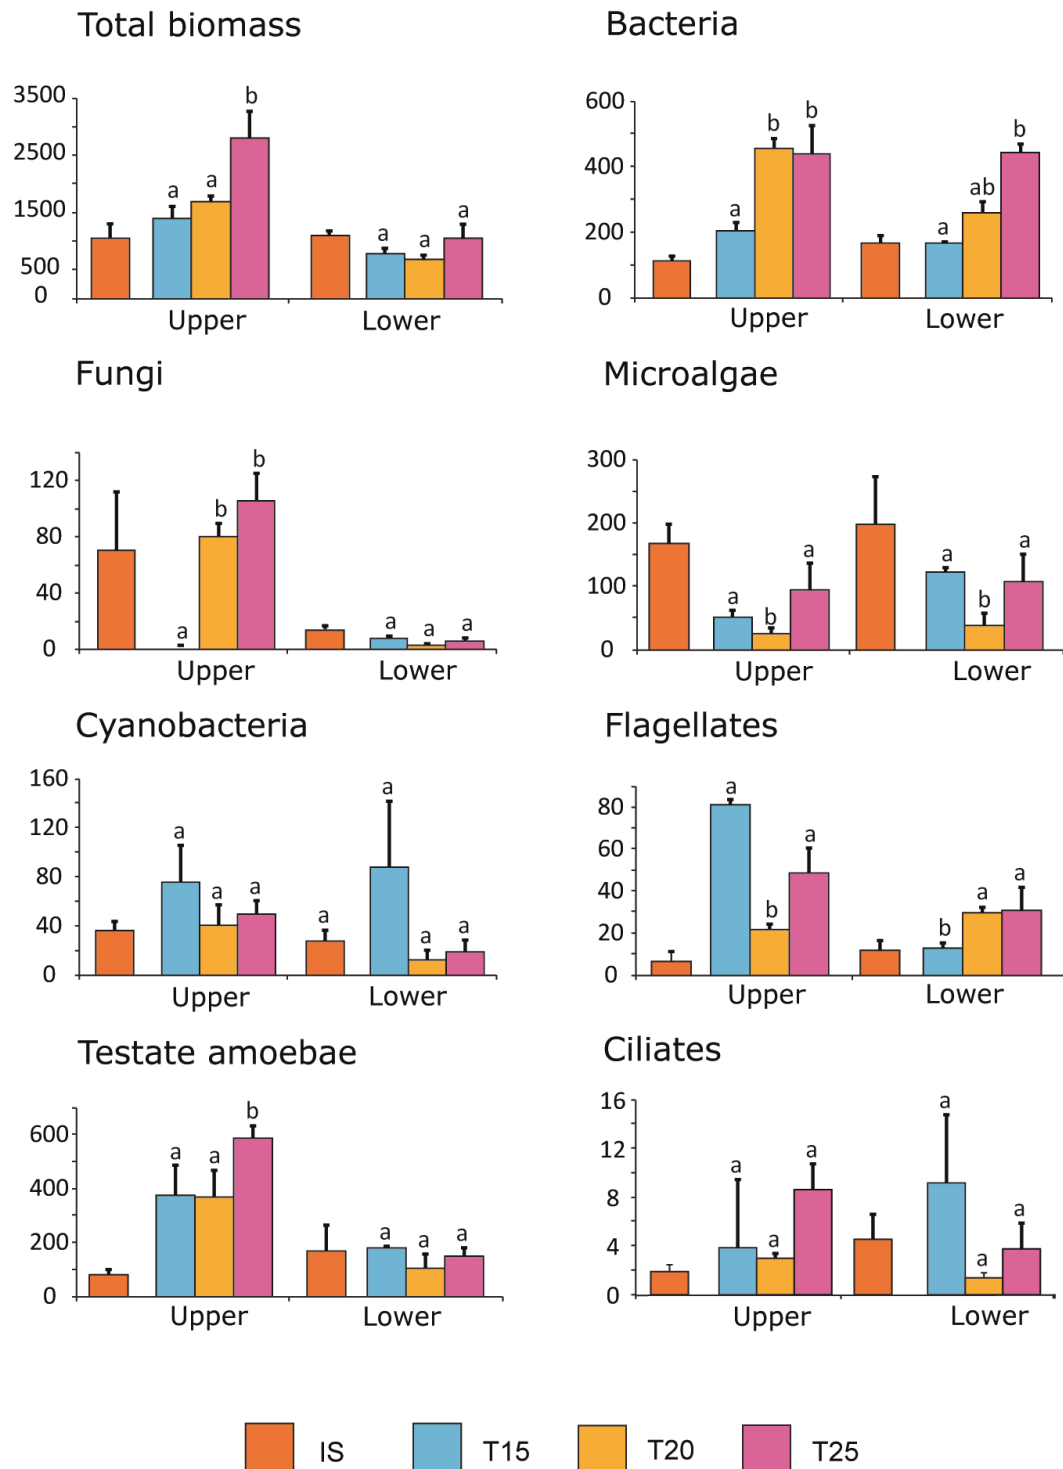 Total biomass
Bacteria
3500
2500
1500
500
0
a
a
b
a
a
a
Upper
Lower
600
400
200
0
a
b
b
a
ab
b
Upper
Lower
Fungi
Microalgae
120
80
40
0
a
b
b
a
a
a
Upper
Lower
300
200
100
0
a
b
a
a
b
a
Upper
Lower
Cyanobacteria
Flagellates
160
120
80
40
0
a
a
a
a
a
a
a
Upper
Lower
80
60
40
20
0
a
b
a
b
a
a
Upper
Lower
Testate amoebae
Ciliates
600
400
200
0
a
a
b
a
a
a
Upper
Lower
16
12
8
4
0
a
a
a
a
a
a
Upper
Lower
IS
T15
T20
T25